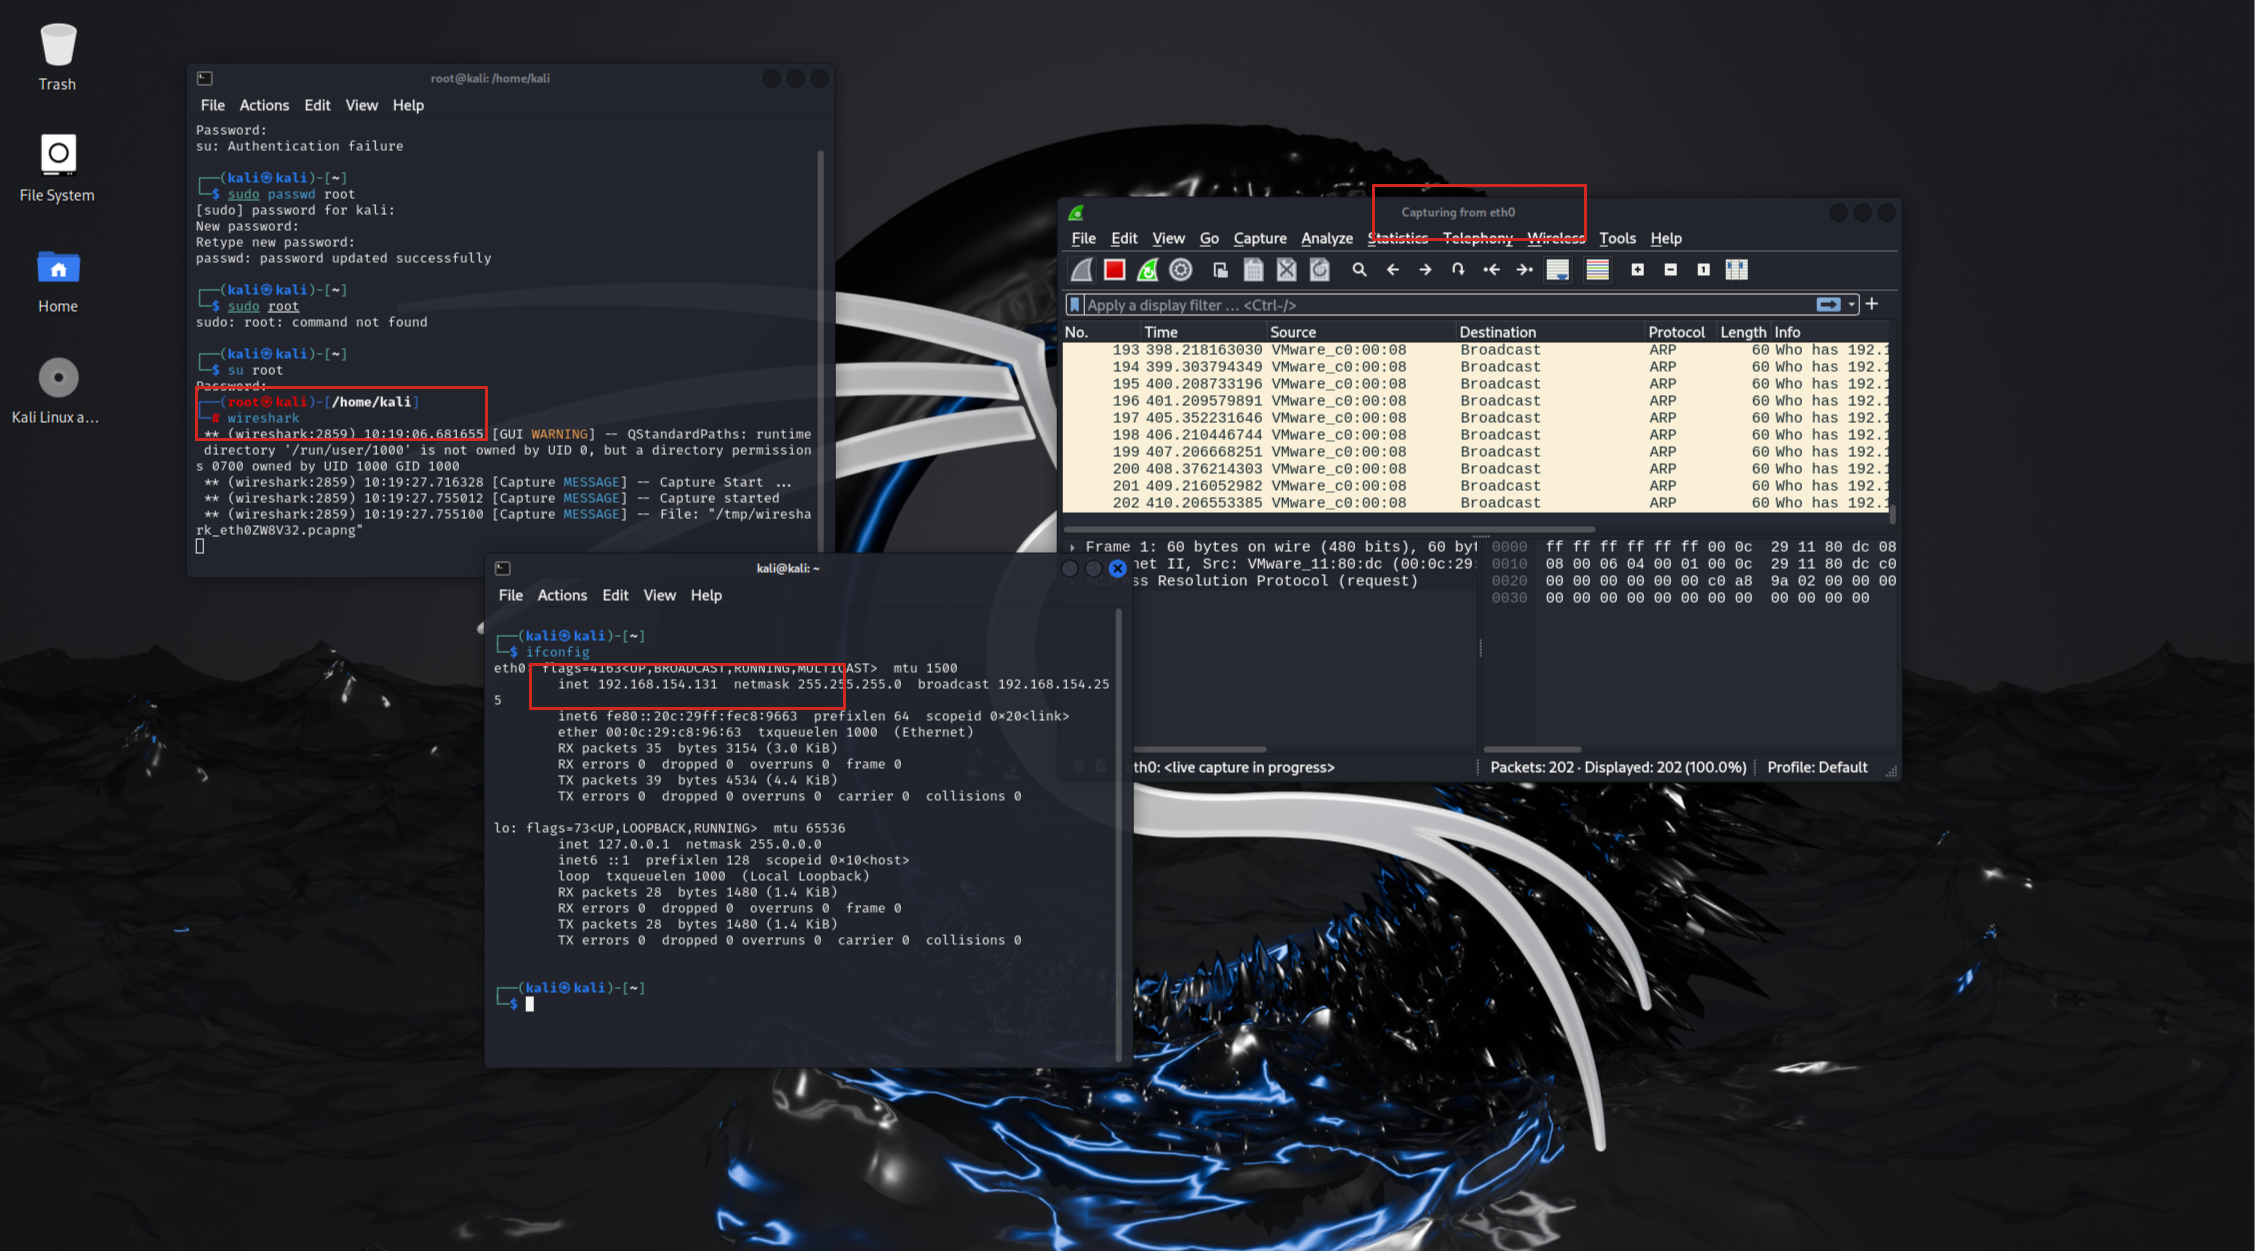 Trash
File System
Home
Kali Linux a...
root@kali: /home/kali
File Actions Edit View Help
Password:
su: Authentication failure
┌──(kali㉿kali)-[~]
└─$ sudo passwd root
[sudo] password for kali:
New password:
Retype new password:
passwd: password updated successfully
┌──(kali㉿kali)-[~]
└─$ sudo root
sudo: root: command not found
┌──(kali㉿kali)-[~]
└─$ su root
Password:
┌──(root㉿kali)-[/home/kali]
└─# wireshark
** (wireshark:2859) 10:19:06.681655 [GUI WARNING] -- QStandardPaths: runtime
directory '/run/user/1000' is not owned by UID 0, but a directory permission
s 0700 owned by UID 1000 GID 1000
** (wireshark:2859) 10:19:27.716328 [Capture MESSAGE] -- Capture Start ...
** (wireshark:2859) 10:19:27.755012 [Capture MESSAGE] -- Capture started
** (wireshark:2859) 10:19:27.755100 [Capture MESSAGE] -- File: "/tmp/wiresha
rk_eth0ZW8V32.pcapng"
kali@kali: ~
File Actions Edit View Help
┌──(kali㉿kali)-[~]
└─$ ifconfig
eth0: flags=4163<UP,BROADCAST,RUNNING,MULTICAST> mtu 1500
inet 192.168.154.131 netmask 255.255.255.0 broadcast 192.168.154.25
5
inet6 fe80::20c:29ff:fec8:9663 prefixlen 64 scopeid 0×20<link>
ether 00:0c:29:c8:96:63 txqueuelen 1000 (Ethernet)
RX packets 35 bytes 3154 (3.0 KiB)
RX errors 0 dropped 0 overruns 0 frame 0
TX packets 39 bytes 4534 (4.4 KiB)
TX errors 0 dropped 0 overruns 0 carrier 0 collisions 0
lo: flags=73<UP,LOOPBACK,RUNNING> mtu 65536
inet 127.0.0.1 netmask 255.0.0.0
inet6 ::1 prefixlen 128 scopeid 0×10<host>
loop txqueuelen 1000 (Local Loopback)
RX packets 28 bytes 1480 (1.4 KiB)
RX errors 0 dropped 0 overruns 0 frame 0
TX packets 28 bytes 1480 (1.4 KiB)
TX errors 0 dropped 0 overruns 0 carrier 0 collisions 0
┌──(kali㉿kali)-[~]
└─$
Capturing from eth0
File Edit View Go Capture Analyze Statistics Telephony Wireless Tools Help
Apply a display filter ... <Ctrl-/>
No. Time Source Destination Protocol Length Info
193 398.218163030 VMware_c0:00:08 Broadcast ARP 60 Who has 192.1
194 399.303794349 VMware_c0:00:08 Broadcast ARP 60 Who has 192.1
195 400.208733196 VMware_c0:00:08 Broadcast ARP 60 Who has 192.1
196 401.209579891 VMware_c0:00:08 Broadcast ARP 60 Who has 192.1
197 405.352231646 VMware_c0:00:08 Broadcast ARP 60 Who has 192.1
198 406.210446744 VMware_c0:00:08 Broadcast ARP 60 Who has 192.1
199 407.206668251 VMware_c0:00:08 Broadcast ARP 60 Who has 192.1
200 408.376214303 VMware_c0:00:08 Broadcast ARP 60 Who has 192.1
201 409.216052982 VMware_c0:00:08 Broadcast ARP 60 Who has 192.1
202 410.206553385 VMware_c0:00:08 Broadcast ARP 60 Who has 192.1
Frame 1: 60 bytes on wire (480 bits), 60 byt
net II, Src: VMware_11:80:dc (00:0c:29:
Address Resolution Protocol (request)
0000 ff ff ff ff ff ff 00 0c 29 11 80 dc 08
0010 08 00 06 04 00 01 00 0c 29 11 80 dc c0
0020 00 00 00 00 00 00 c0 a8 9a 02 00 00 00
0030 00 00 00 00 00 00 00 00 00 00 00 00
eth0: <live capture in progress>
Packets: 202 · Displayed: 202 (100.0%)
Profile: Default